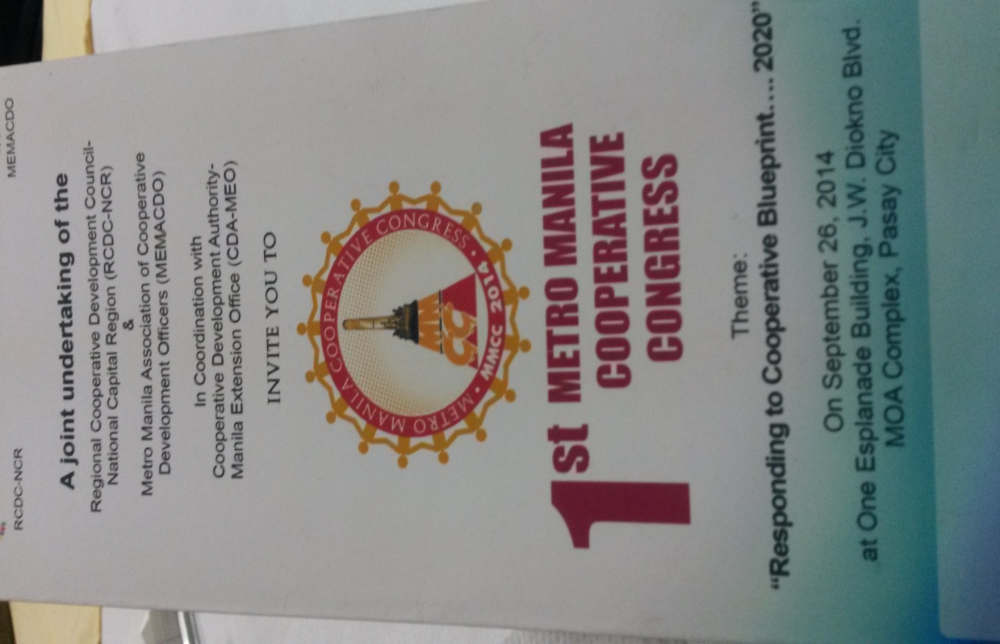 RCDC-NCR
MEMACDO
A joint undertaking of the
Regional Cooperative Development Council-
National Capital Region (RCDC-NCR)
&
Metro Manila Association of Cooperative
Development Officers (MEMACDO)
In Coordination with
Cooperative Development Authority-
Manila Extension Office (CDA-MEO)
INVITE YOU TO
METRO MANILA COOPERATIVE CONGRESS
MM
CC
MMCC 2014
1st METRO MANILA
COOPERATIVE
CONGRESS
Theme:
“Responding to Cooperative Blueprint.... 2020”
On September 26, 2014
at One Esplanade Building, J.W. Diokno Blvd.
MOA Complex, Pasay City